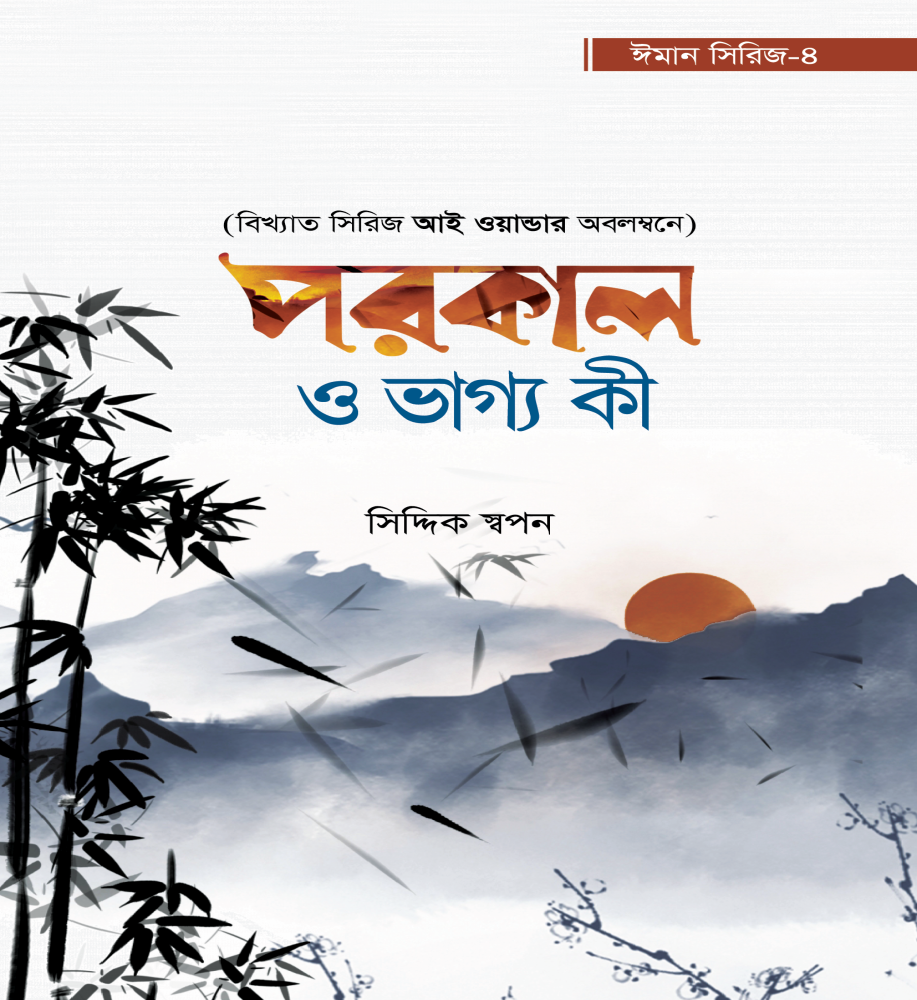 ঈমান সিরিজ-৪
(বিখ্যাত সিরিজ আই ওয়ান্ডার অবলম্বনে)
পরকাল
ও ভাগ্য কী
সিদ্দিক স্বপন